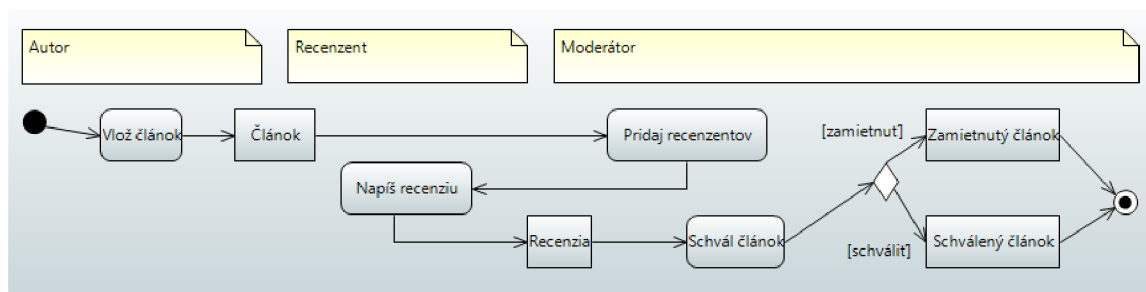 Autor
Recenzent
Moderátor
Vlož článok
Článok
Pridaj recenzentov
[zamietnuť]
Zamietnutý článok
Napíš recenziu
Recenzia
Schváľ článok
[schváliť]
Schválený článok